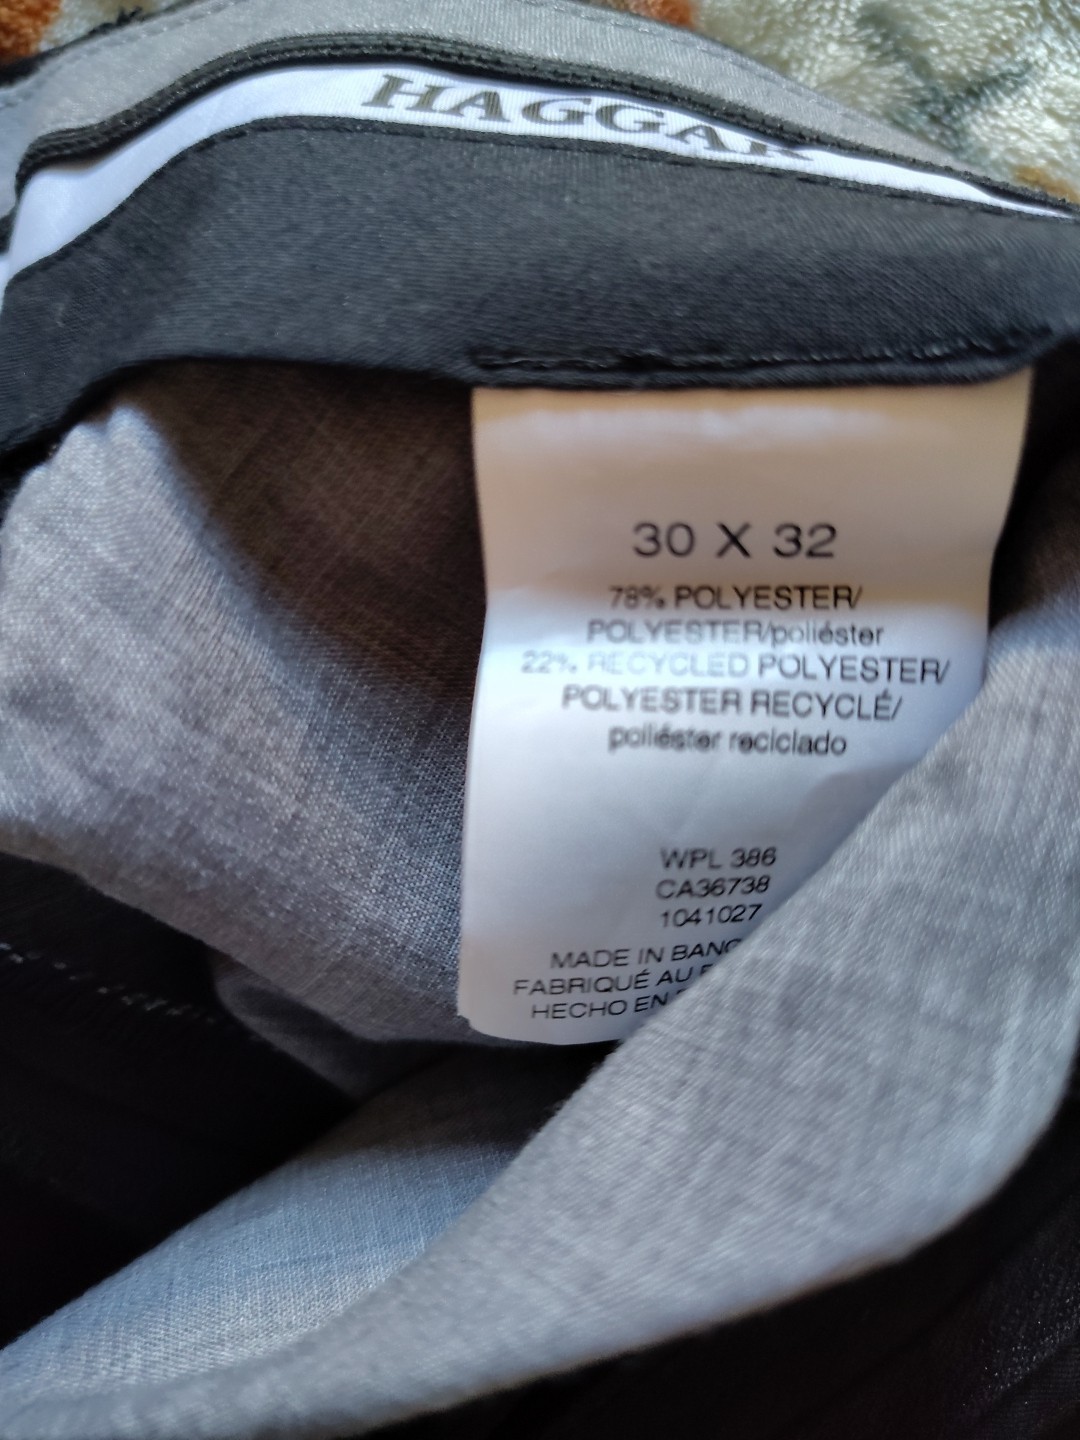 HAGGAR
30 X 32
78% POLYESTER/
POLYESTER/poliéster
22% RECYCLED POLYESTER/
POLYESTER RECYCLÉ/
poliéster reciclado
WPL 386
CA36738
1041027
MADE IN
FABRIQUÉ AU
HECHO EN